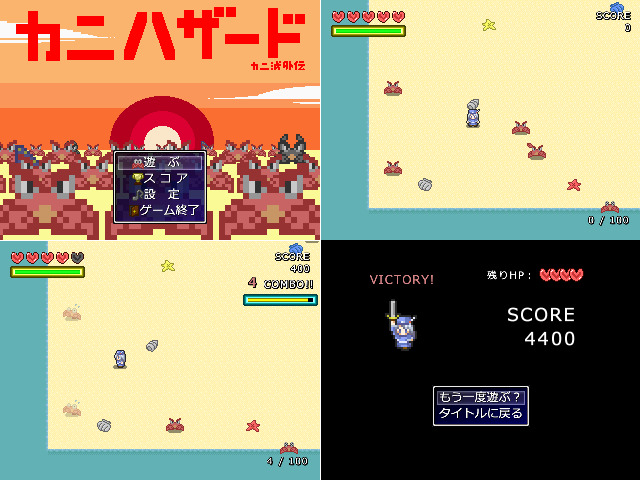 カニハザード
カニ滅外伝
遊ぶ
スコア
設定
ゲーム終了
SCORE
0
0 / 100
SCORE
400
4 COMBO!!
4 / 100
VICTORY!
残りHP：
SCORE
4400
もう一度遊ぶ？
タイトルに戻る